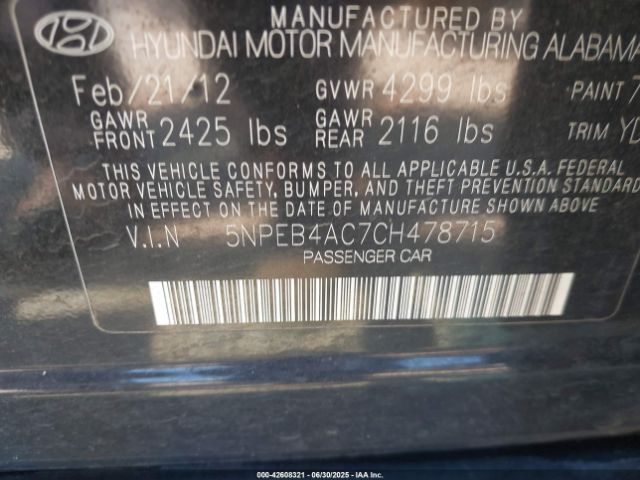 MANUFACTURED BY
HYUNDAI MOTOR MANUFACTURING ALABAMA
Feb/21/12 GVWR 4299 lbs PAINT
GAWR FRONT 2425 lbs GAWR REAR 2116 lbs TRIM
THIS VEHICLE CONFORMS TO ALL APPLICABLE U.S.A. FEDERAL
MOTOR VEHICLE SAFETY, BUMPER, AND THEFT PREVENTION STANDARD
IN EFFECT ON THE DATE OF MANUFACTURE SHOWN ABOVE
V.I.N 5NPEB4AC7CH478715
PASSENGER CAR
000-42608321 - 06/30/2025 - IAA Inc.